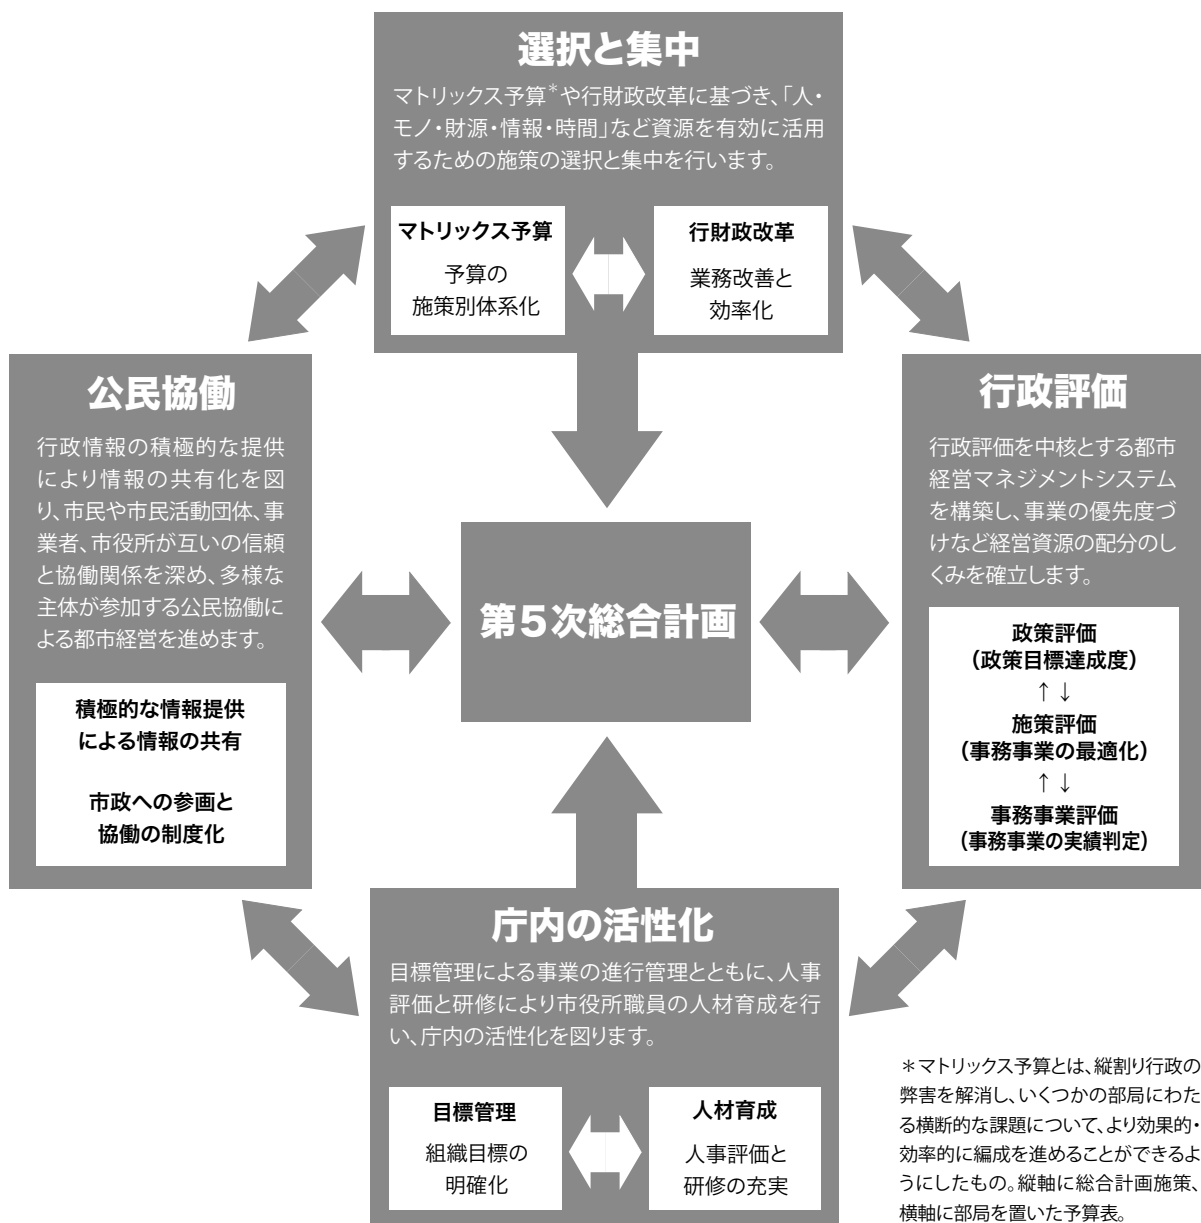 選択と集中
マトリックス予算＊や行財政改革に基づき、「人・
モノ・財源・情報・時間」など資源を有効に活用
するための施策の選択と集中を行います。
マトリックス予算
予算の
施策別体系化
行財政改革
業務改善と
効率化
公民協働
行政情報の積極的な提供
により情報の共有化を図
り、市民や市民活動団体、事
業者、市役所が互いの信頼
と協働関係を深め、多様な
主体が参加する公民協働に
よる都市経営を進めます。
積極的な情報提供
による情報の共有
市政への参画と
協働の制度化
第5次総合計画
行政評価
行政評価を中核とする都市
経営マネジメントシステム
を構築し、事業の優先度づ
けなど経営資源の配分のし
くみを確立します。
政策評価
（政策目標達成度）
↑↓
施策評価
（事務事業の最適化）
↑↓
事務事業評価
（事務事業の実績判定）
庁内の活性化
目標管理による事業の進行管理とともに、人事
評価と研修により市役所職員の人材育成を行
い、庁内の活性化を図ります。
目標管理
組織目標の
明確化
人材育成
人事評価と
研修の充実
＊マトリックス予算とは、縦割り行政の
弊害を解消し、いくつかの部局にわた
る横断的な課題について、より効果的・
効率的に編成を進めることができるよ
うにしたもの。縦軸に総合計画施策、
横軸に部局を置いた予算表。